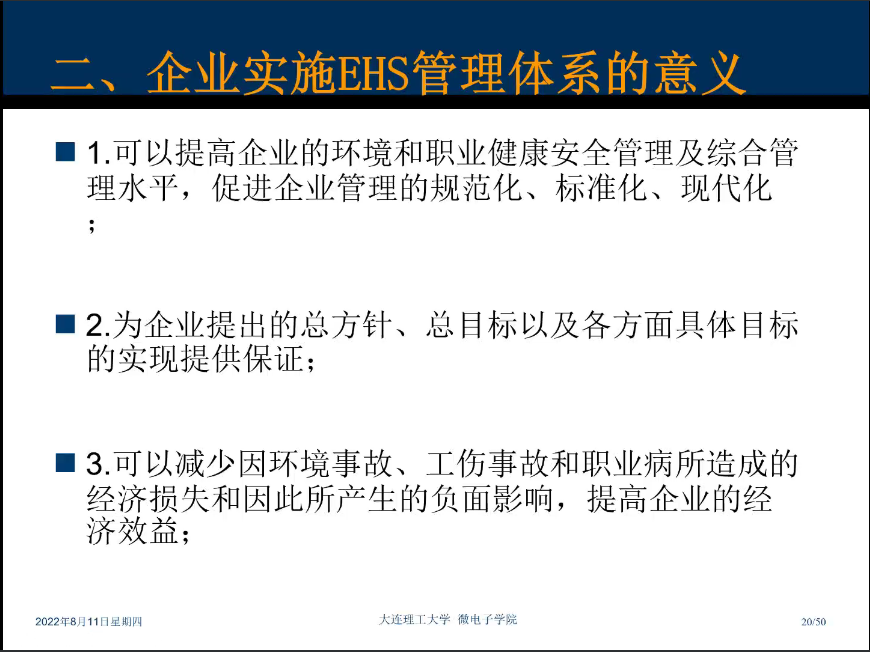 二、企业实施EHS管理体系的意义
1.可以提高企业的环境和职业健康安全管理及综合管
理水平，促进企业管理的规范化、标准化、现代化
；
2.为企业提出的总方针、总目标以及各方面具体目标
的实现提供保证；
3.可以减少因环境事故、工伤事故和职业病所造成的
经济损失和因此所产生的负面影响，提高企业的经
济效益；
2022年8月11日星期四
大连理工大学 微电子学院
20/50